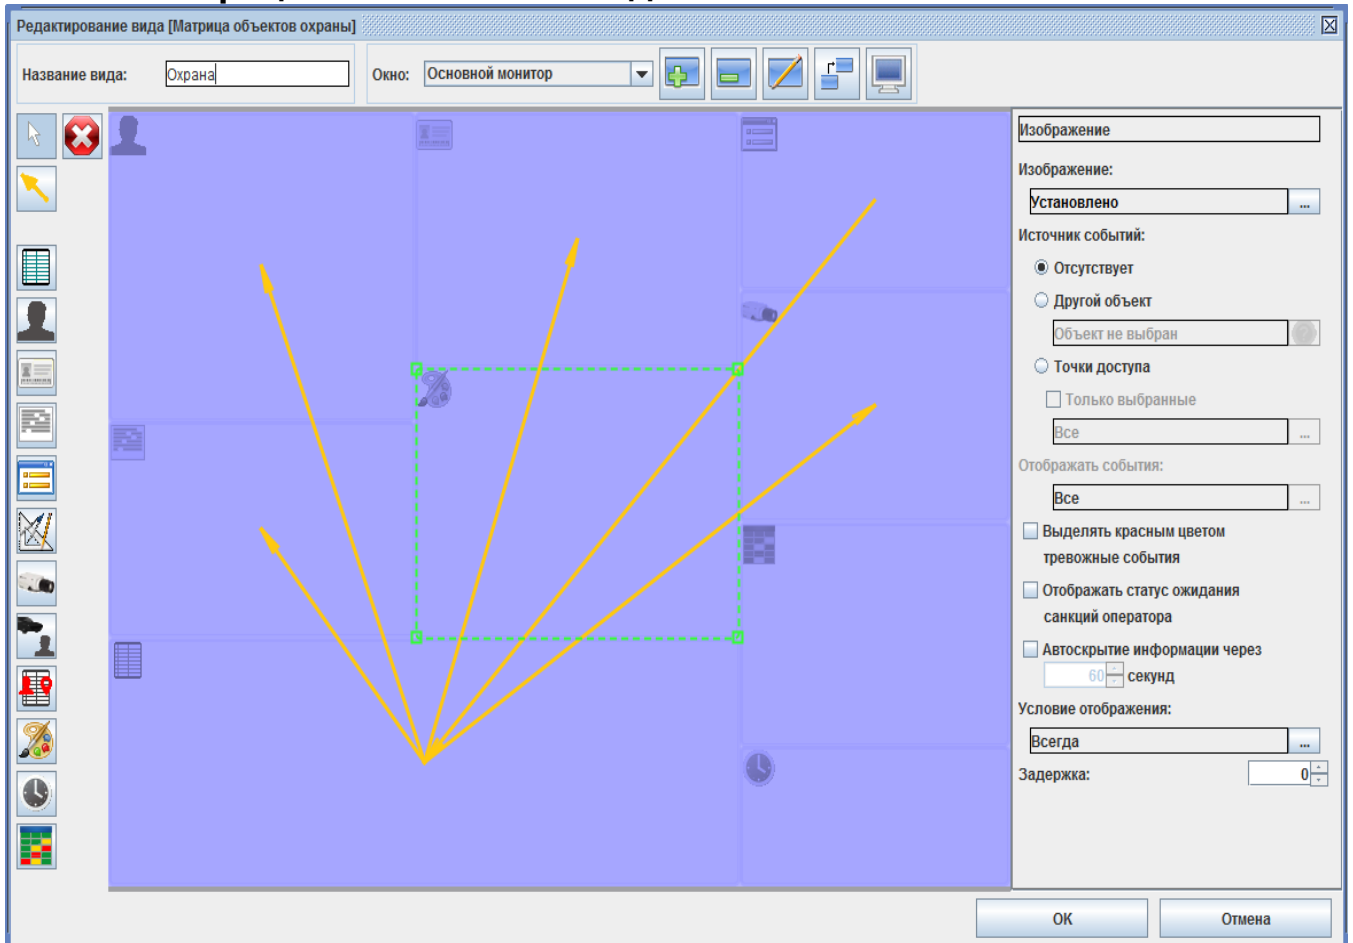 Редактирование вида [Матрица объектов охраны]
Название вида: Охрана Окно: Основной монитор
Изображение
Изображение:
Установлено ...
Источник событий:
Отсутствует
Другой объект
Объект не выбран
Точки доступа
Только выбранные
Все ...
Отображать события:
Все ...
Выделять красным цветом
тревожные события
Отображать статус ожидания
санкций оператора
Автоскрытие информации через
60 секунд
Условие отображения:
Всегда ...
Задержка: 0
OK Отмена